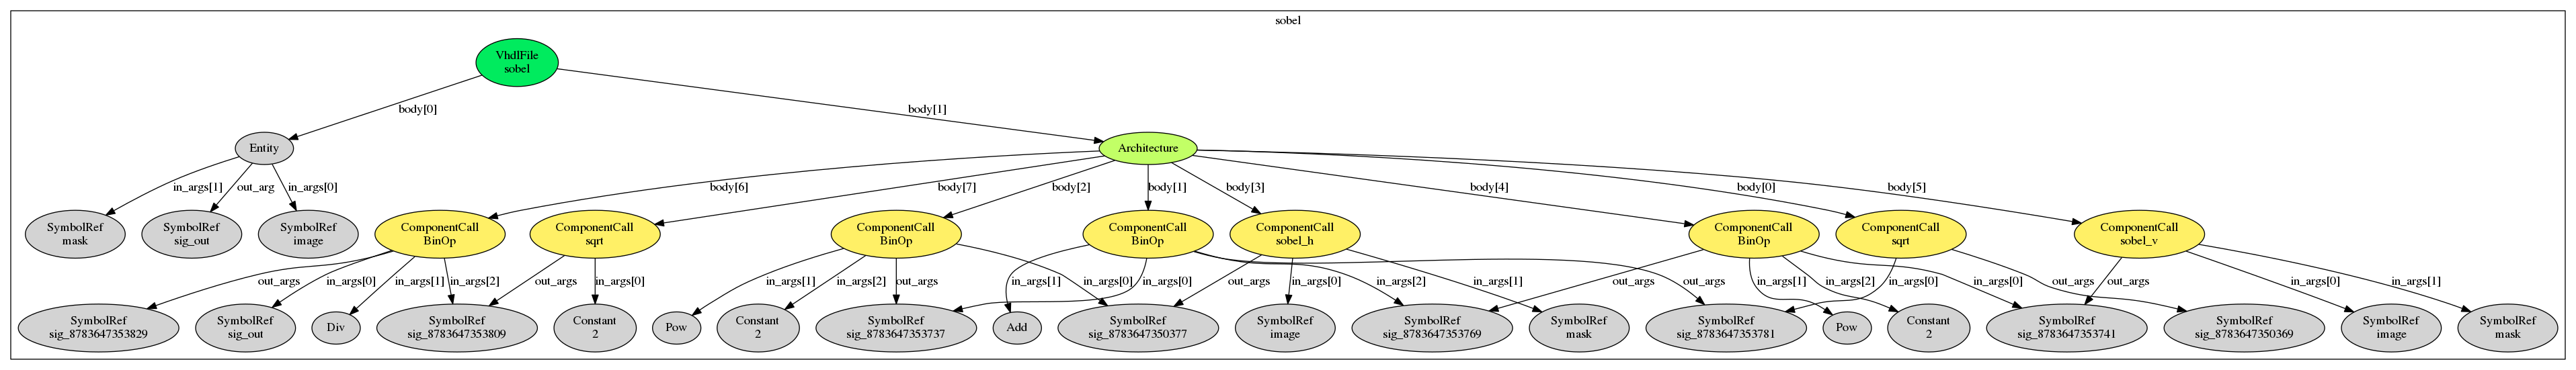 sobel
VhdlFile
sobel
body[0]
body[1]
Entity
Architecture
in_args[1]
out_arg
in_args[0]
body[6]
body[7]
body[2]
body[1]
body[3]
body[4]
body[0]
body[5]
SymbolRef
mask
SymbolRef
sig_out
SymbolRef
image
ComponentCall
BinOp
ComponentCall
sqrt
ComponentCall
BinOp
ComponentCall
BinOp
ComponentCall
sobel_h
ComponentCall
BinOp
ComponentCall
sqrt
ComponentCall
sobel_v
out_args
in_args[0]
in_args[1]
in_args[2]
out_args
in_args[0]
in_args[1]
in_args[2]
out_args
in_args[0]
in_args[1]
in_args[0]
in_args[2]
out_args
out_args
in_args[0]
in_args[1]
out_args
in_args[1]
in_args[2]
in_args[0]
in_args[0]
out_args
out_args
in_args[0]
in_args[1]
SymbolRef
sig_8783647353829
SymbolRef
sig_out
Div
SymbolRef
sig_8783647353809
Constant
2
Pow
Constant
2
SymbolRef
sig_8783647353737
Add
SymbolRef
sig_8783647350377
SymbolRef
image
SymbolRef
sig_8783647353769
SymbolRef
mask
SymbolRef
sig_8783647353781
Pow
Constant
2
SymbolRef
sig_8783647353741
SymbolRef
sig_8783647350369
SymbolRef
image
SymbolRef
mask